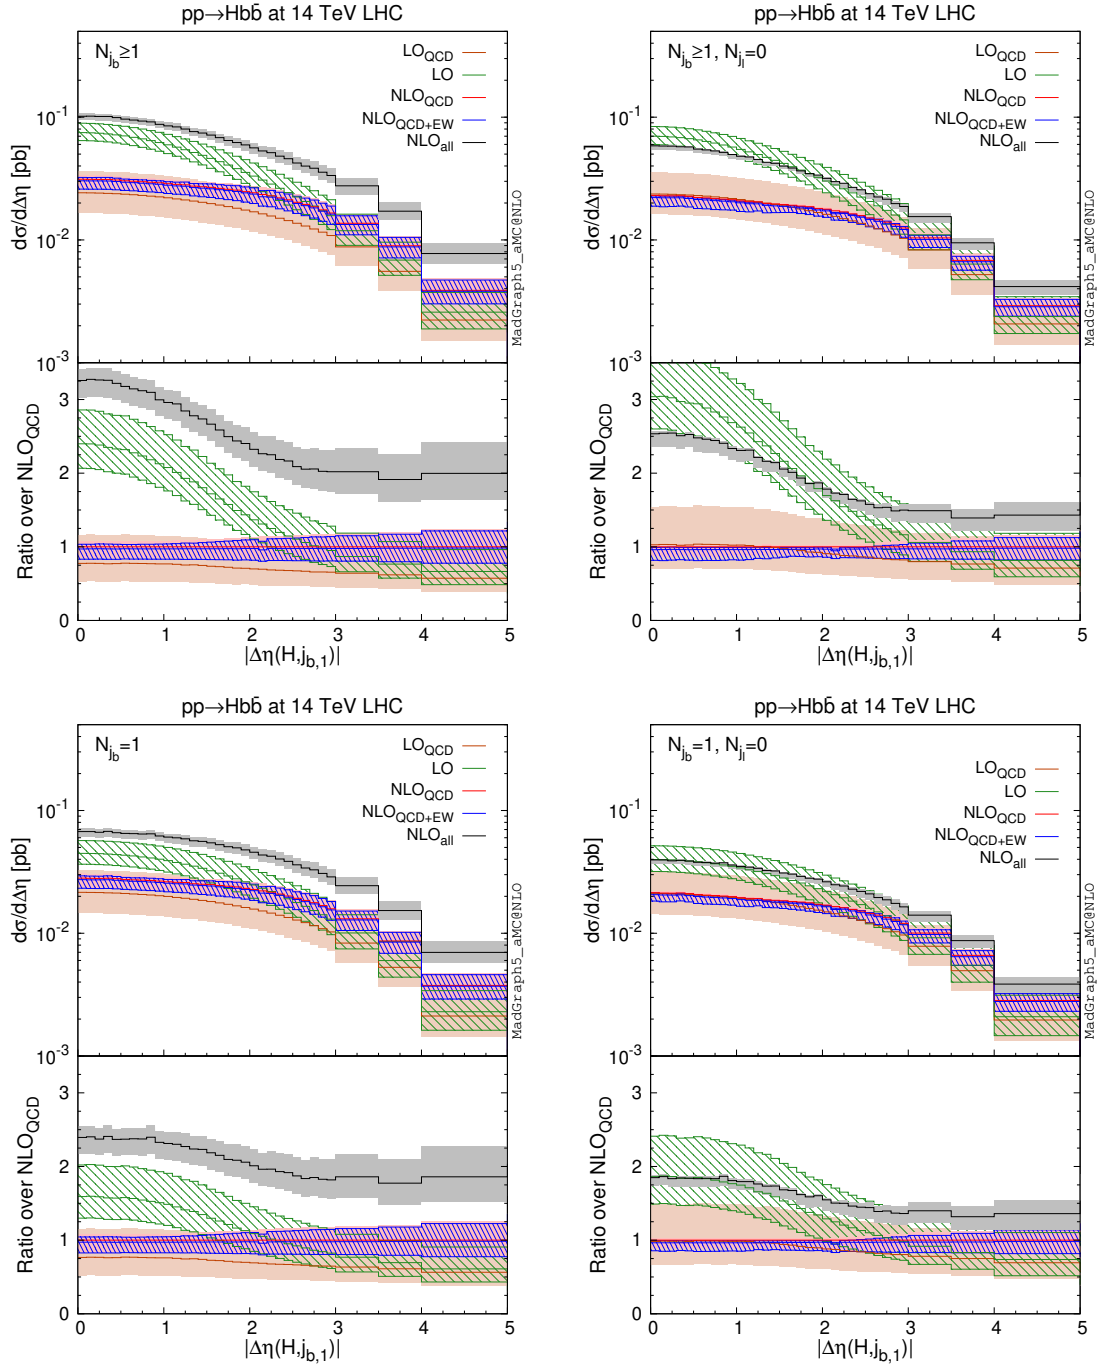 pp→Hbb̄ at 14 TeV LHC
N_{j_b}≥1
LO_QCD
LO
NLO_QCD
NLO_QCD+EW
NLO_all
dσ/dΔη [pb]
10^-1
10^-2
10^-3
MadGraph5_aMC@NLO
Ratio over NLO_QCD
3
2
1
0
0 1 2 3 4 5
|Δη(H,j_{b,1})|
pp→Hbb̄ at 14 TeV LHC
N_{j_b}≥1, N_{j_l}=0
LO_QCD
LO
NLO_QCD
NLO_QCD+EW
NLO_all
dσ/dΔη [pb]
10^-1
10^-2
10^-3
MadGraph5_aMC@NLO
Ratio over NLO_QCD
3
2
1
0
0 1 2 3 4 5
|Δη(H,j_{b,1})|
pp→Hbb̄ at 14 TeV LHC
N_{j_b}=1
LO_QCD
LO
NLO_QCD
NLO_QCD+EW
NLO_all
dσ/dΔη [pb]
10^-1
10^-2
10^-3
MadGraph5_aMC@NLO
Ratio over NLO_QCD
3
2
1
0
0 1 2 3 4 5
|Δη(H,j_{b,1})|
pp→Hbb̄ at 14 TeV LHC
N_{j_b}=1, N_{j_l}=0
LO_QCD
LO
NLO_QCD
NLO_QCD+EW
NLO_all
dσ/dΔη [pb]
10^-1
10^-2
10^-3
MadGraph5_aMC@NLO
Ratio over NLO_QCD
3
2
1
0
0 1 2 3 4 5
|Δη(H,j_{b,1})|